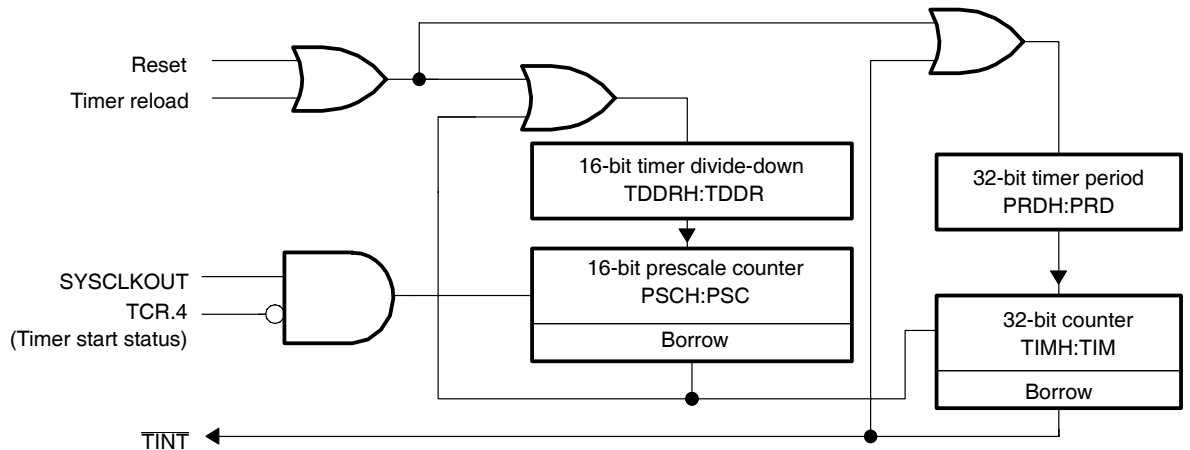 Reset
Timer reload
16-bit timer divide-down
TDDRH:TDDR
32-bit timer period
PRDH:PRD
SYSCLKOUT
TCR.4
(Timer start status)
16-bit prescale counter
PSCH:PSC
Borrow
32-bit counter
TIMH:TIM
Borrow
TINT